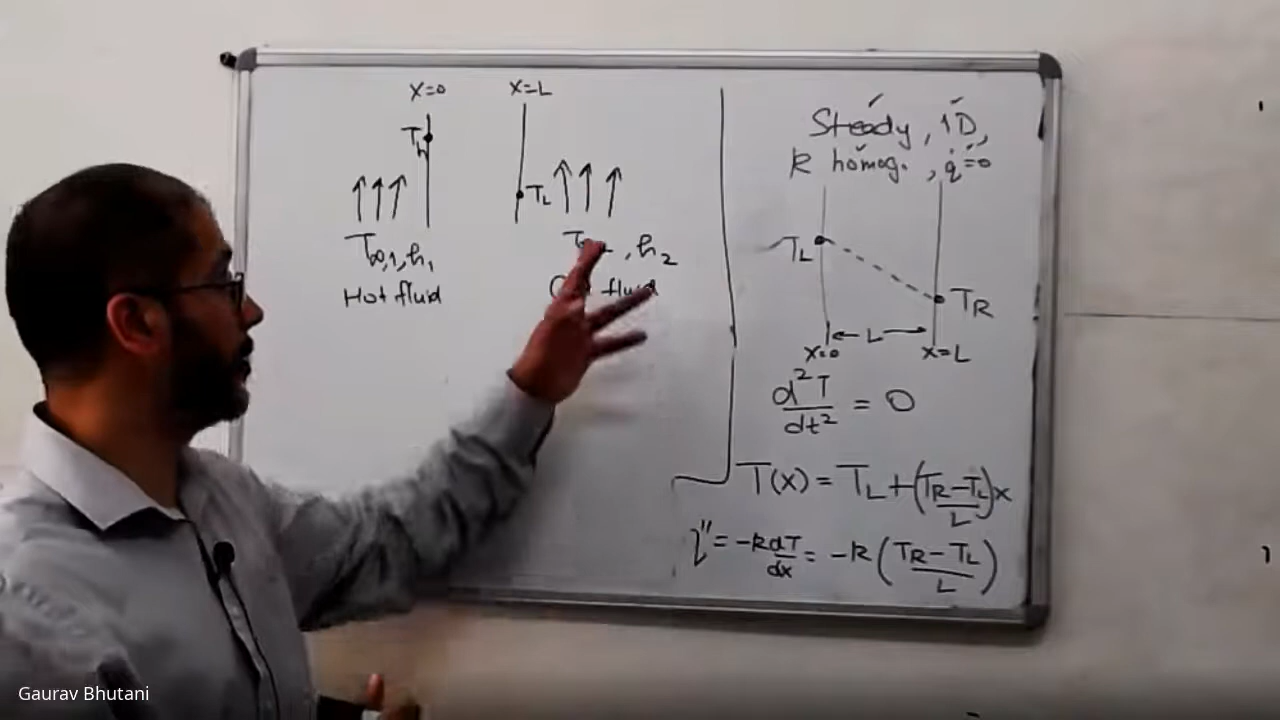 x=0
x=L
Th
TL
T∞,1, h1
Hot fluid
, h2
fluid
Steady, 1D,
k homog., q̇=0
TL
TR
L
x=0
x=L
d²T/dt² = 0
T(x) = TL + (TR-TL/L)x
q" = -k dT/dx = -k (TR-TL/L)
Gaurav Bhutani